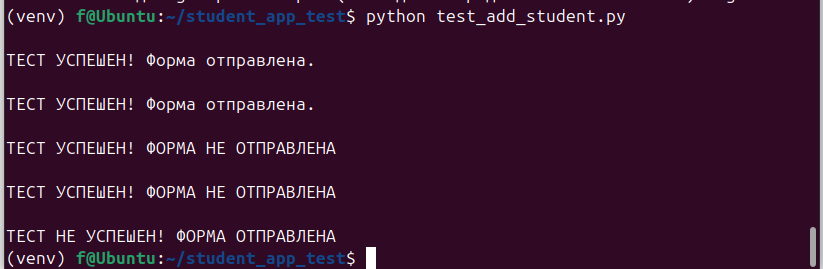 (venv) f@Ubuntu:~/student_app_test$ python test_add_student.py
ТЕСТ УСПЕШЕН! Форма отправлена.
ТЕСТ УСПЕШЕН! Форма отправлена.
ТЕСТ УСПЕШЕН! ФОРМА НЕ ОТПРАВЛЕНА
ТЕСТ УСПЕШЕН! ФОРМА НЕ ОТПРАВЛЕНА
ТЕСТ НЕ УСПЕШЕН! ФОРМА ОТПРАВЛЕНА
(venv) f@Ubuntu:~/student_app_test$